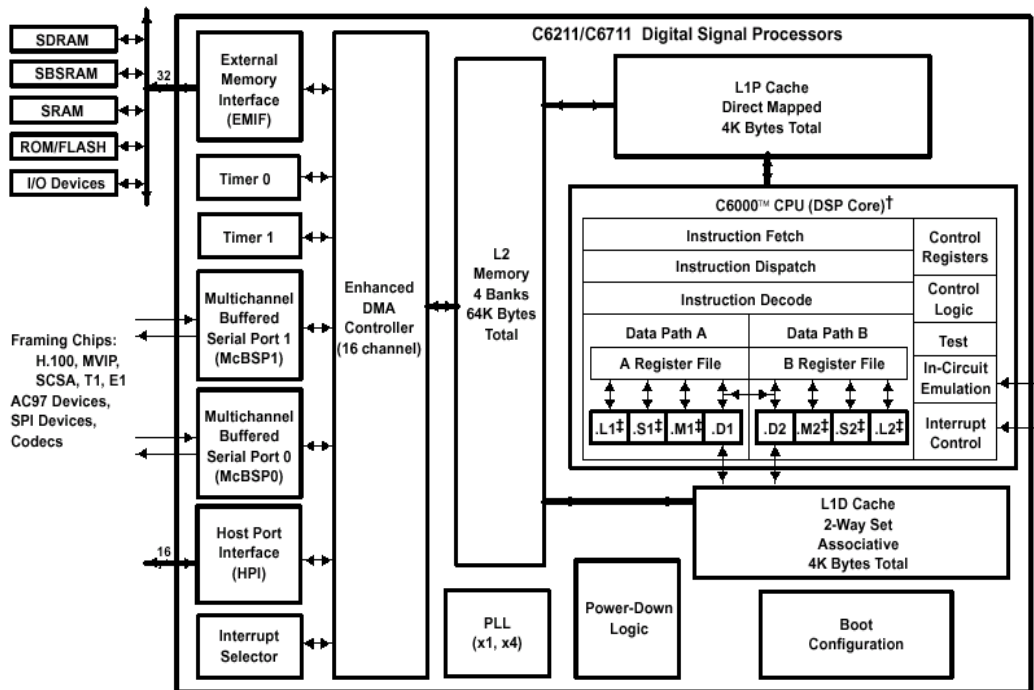 C6211/C6711 Digital Signal Processors
SDRAM
SBSRAM
SRAM
ROM/FLASH
I/O Devices
32
External
Memory
Interface
(EMIF)
Timer 0
Timer 1
Framing Chips:
H.100, MVIP,
SCSA, T1, E1
AC97 Devices,
SPI Devices,
Codecs
Multichannel
Buffered
Serial Port 1
(McBSP1)
Multichannel
Buffered
Serial Port 0
(McBSP0)
16
Host Port
Interface
(HPI)
Interrupt
Selector
Enhanced
DMA
Controller
(16 channel)
L2
Memory
4 Banks
64K Bytes
Total
L1P Cache
Direct Mapped
4K Bytes Total
C6000™ CPU (DSP Core)†
Instruction Fetch
Instruction Dispatch
Instruction Decode
Data Path A
Data Path B
A Register File
B Register File
.L1‡ .S1‡ .M1‡ .D1
.D2 .M2‡ .S2‡ .L2‡
Control
Registers
Control
Logic
Test
In-Circuit
Emulation
Interrupt
Control
L1D Cache
2-Way Set
Associative
4K Bytes Total
PLL
(x1, x4)
Power-Down
Logic
Boot
Configuration